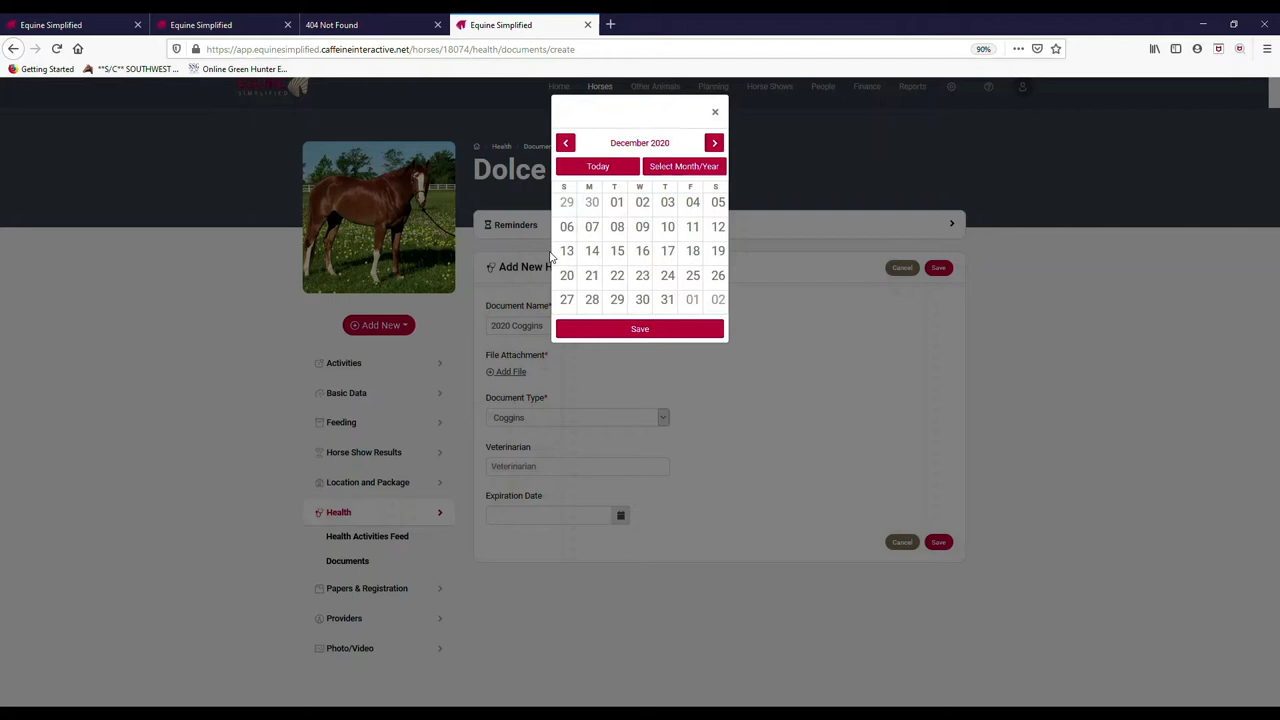 Equine Simplified
Equine Simplified
404 Not Found
Equine Simplified
https://app.equinesimplified.caffeineinteractive.net/horses/18074/health/documents/create
90%
Getting Started
**S/C** SOUTHWEST ...
Online Green Hunter E...
SIMPLIFIED
Home
Horses
Other Animals
Planning
Horse Shows
People
Finance
Reports
Health
Documen
Dolce
Reminders
Add New H
Cancel
Save
Document Name*
2020 Coggins
File Attachment*
Add File
Document Type*
Coggins
Veterinarian
Veterinarian
Expiration Date
Cancel
Save
December 2020
Today
Select Month/Year
S M T W T F S
29 30 01 02 03 04 05
06 07 08 09 10 11 12
13 14 15 16 17 18 19
20 21 22 23 24 25 26
27 28 29 30 31 01 02
Save
Add New
Activities
Basic Data
Feeding
Horse Show Results
Location and Package
Health
Health Activities Feed
Documents
Papers & Registration
Providers
Photo/Video